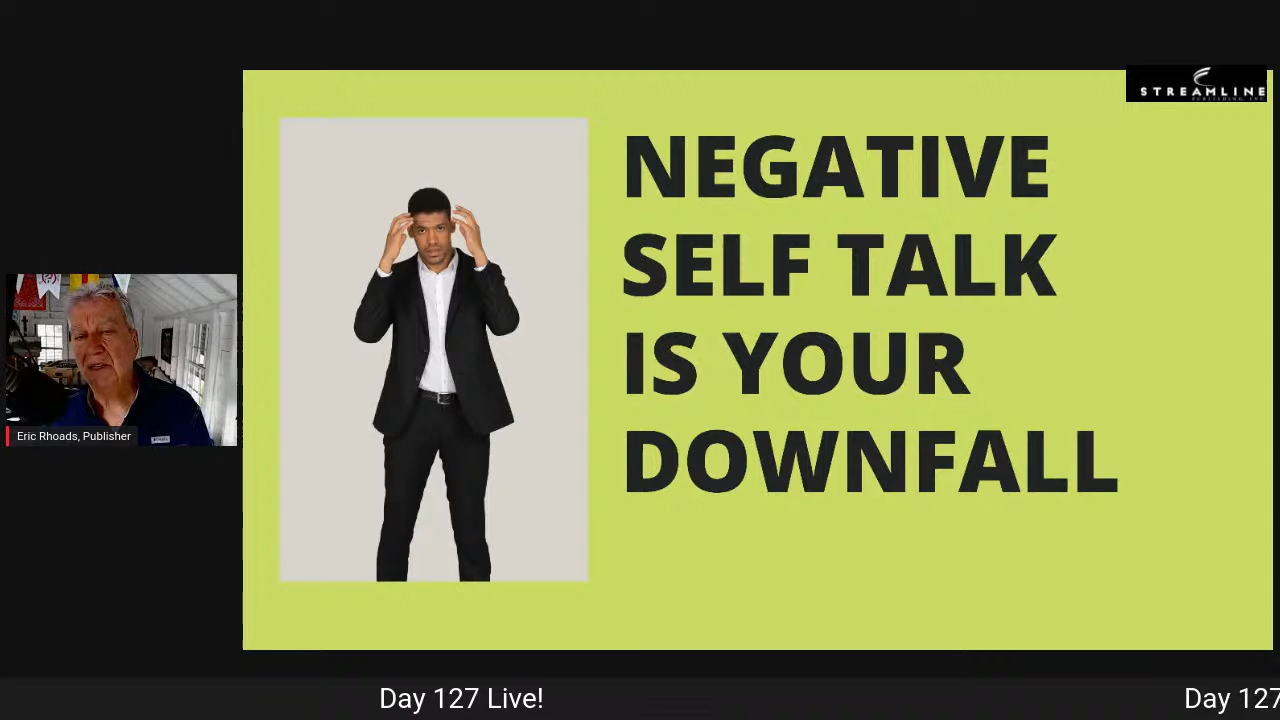 STREAMLINE
NEGATIVE
SELF TALK
IS YOUR
DOWNFALL
Eric Rhoads, Publisher
Day 127 Live!
Day 127